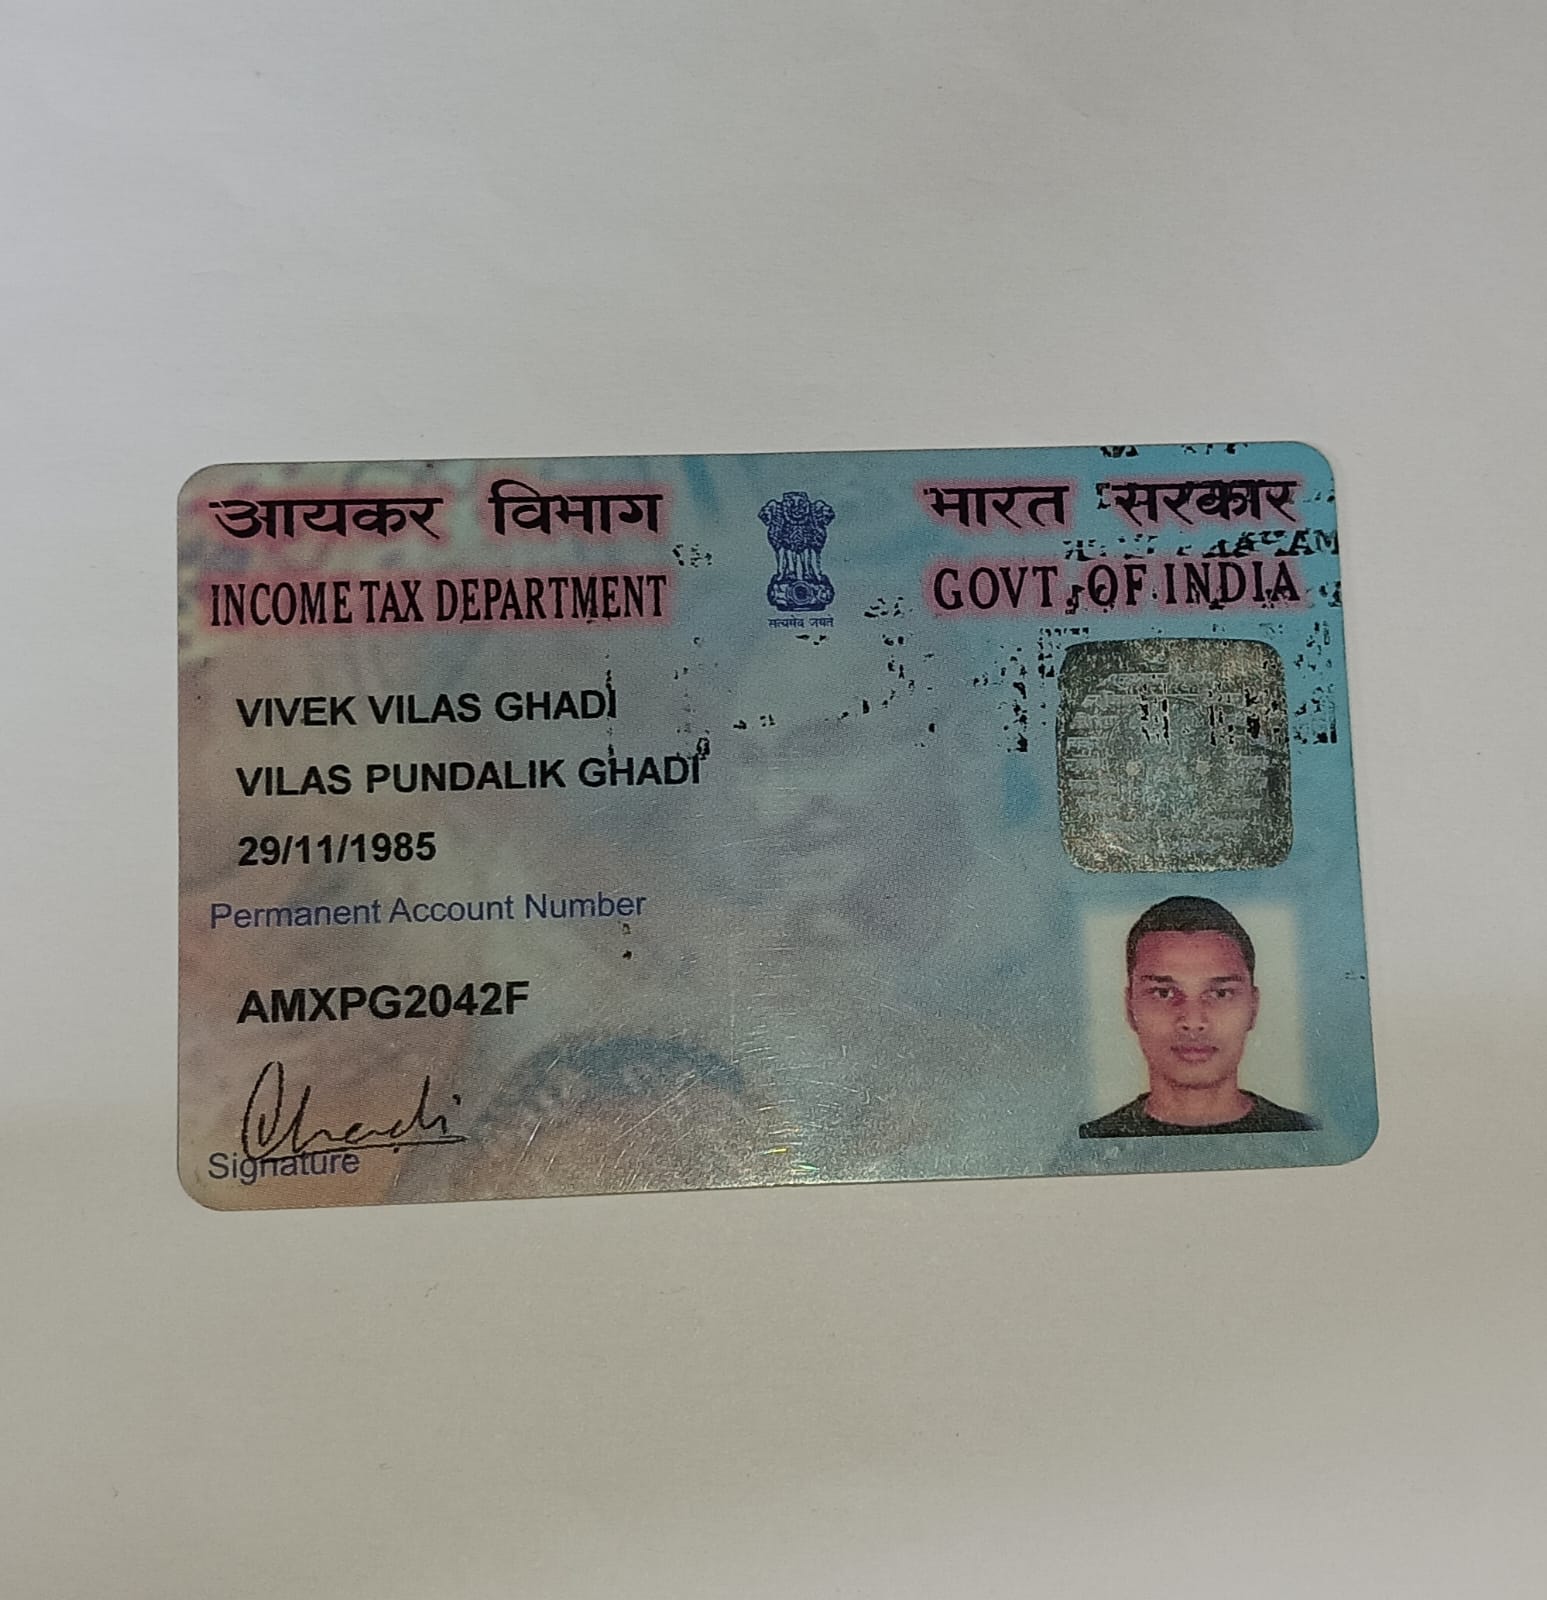 आयकर विभाग
INCOME TAX DEPARTMENT
सत्यमेव जयते
भारत सरकार
GOVT. OF INDIA
VIVEK VILAS GHADI
VILAS PUNDALIK GHADI
29/11/1985
Permanent Account Number
AMXPG2042F
Ghadi
Signature